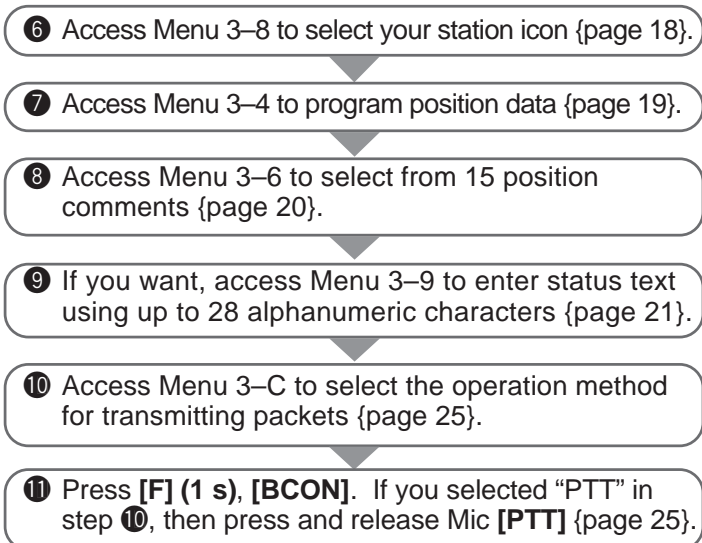 ❻ Access Menu 3–8 to select your station icon {page 18}.
❼ Access Menu 3–4 to program position data {page 19}.
❽ Access Menu 3–6 to select from 15 position
comments {page 20}.
❾ If you want, access Menu 3–9 to enter status text
using up to 28 alphanumeric characters {page 21}.
❿ Access Menu 3–C to select the operation method
for transmitting packets {page 25}.
⓫ Press [F] (1 s), [BCON]. If you selected “PTT” in
step ❿, then press and release Mic [PTT] {page 25}.